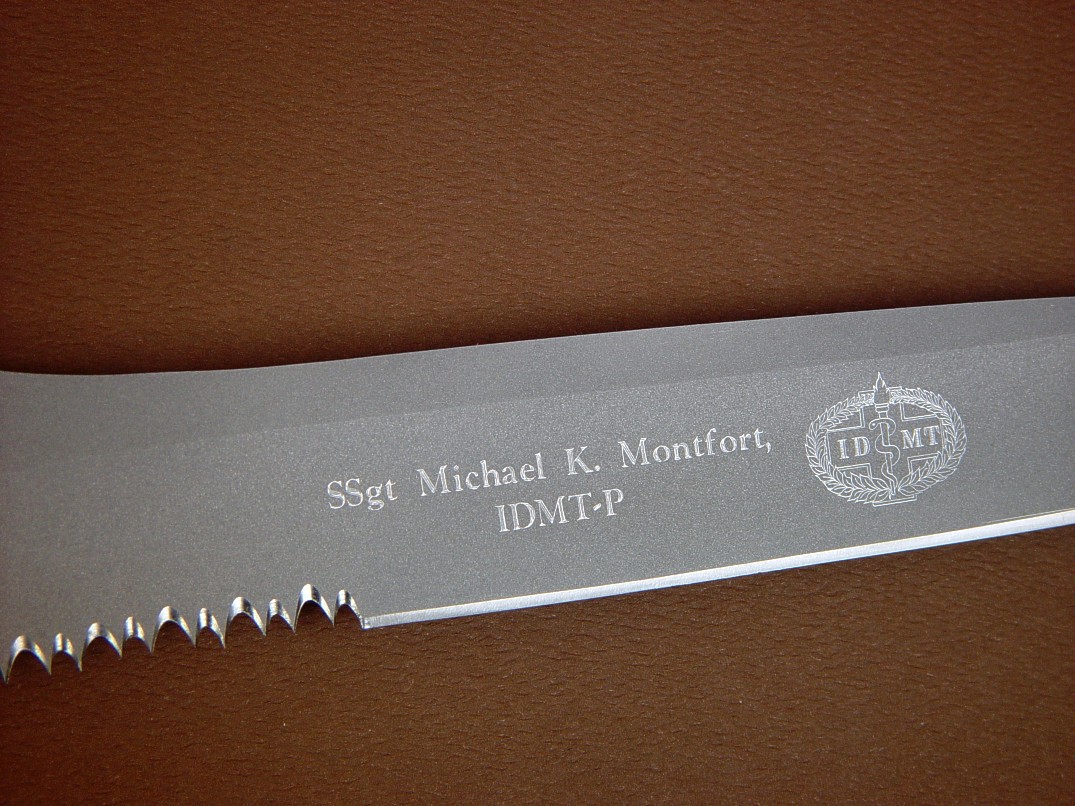 SSgt Michael K. Montfort,
IDMT-P
ID MT